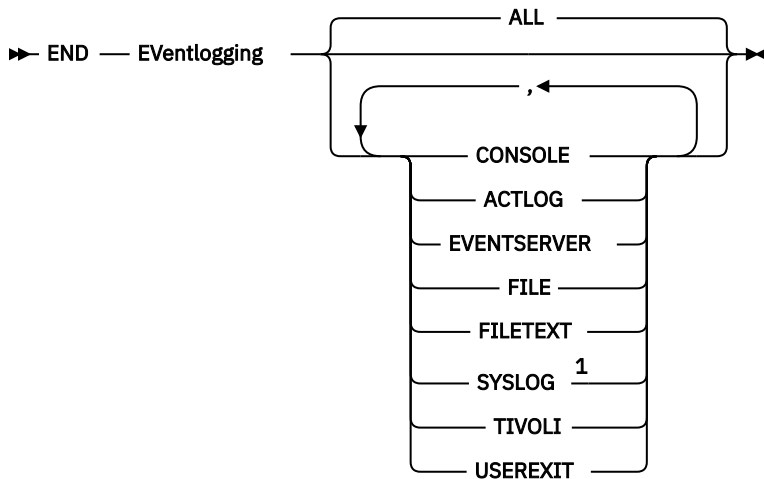 ALL
END EVentlogging
,
CONSOLE
ACTLOG
EVENTSERVER
FILE
FILETEXT
SYSLOG 1
TIVOLI
USEREXIT